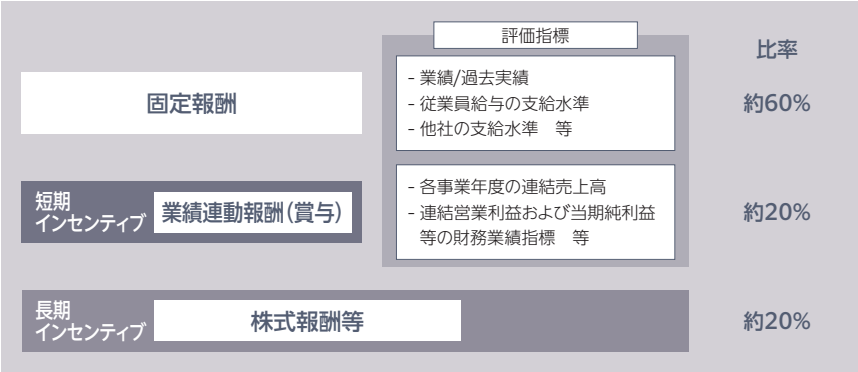 評価指標
比率
固定報酬
- 業績/過去実績
- 従業員給与の支給水準
- 他社の支給水準　等
約60%
短期
インセンティブ
業績連動報酬(賞与)
- 各事業年度の連結売上高
- 連結営業利益および当期純利益
等の財務業績指標　等
約20%
長期
インセンティブ
株式報酬等
約20%